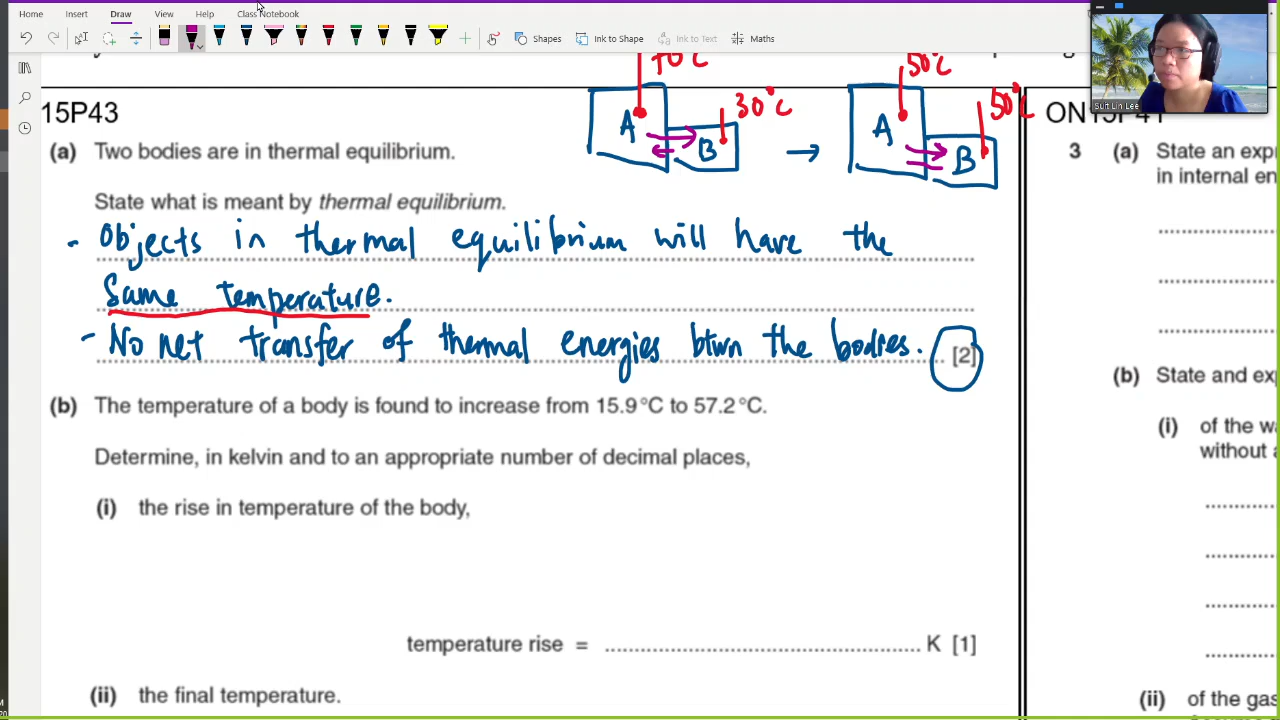 Home Insert Draw View Help Class Notebook
Shapes Ink to Shape Ink to Text Maths
50°C
A 30°C B → A 50°C B
Suit Lin Lee
15P43
(a) Two bodies are in thermal equilibrium.
State what is meant by thermal equilibrium.
- Objects in thermal equilibrium will have the
same temperature.
- No net transfer of thermal energies btwn the bodies. [2]
(b) The temperature of a body is found to increase from 15.9 °C to 57.2 °C.
Determine, in kelvin and to an appropriate number of decimal places,
(i) the rise in temperature of the body,
temperature rise = ............ K [1]
(ii) the final temperature.
3 (a) State an exp
in internal en
(b) State and exp
(i) of the wa
without a
(ii) of the gas